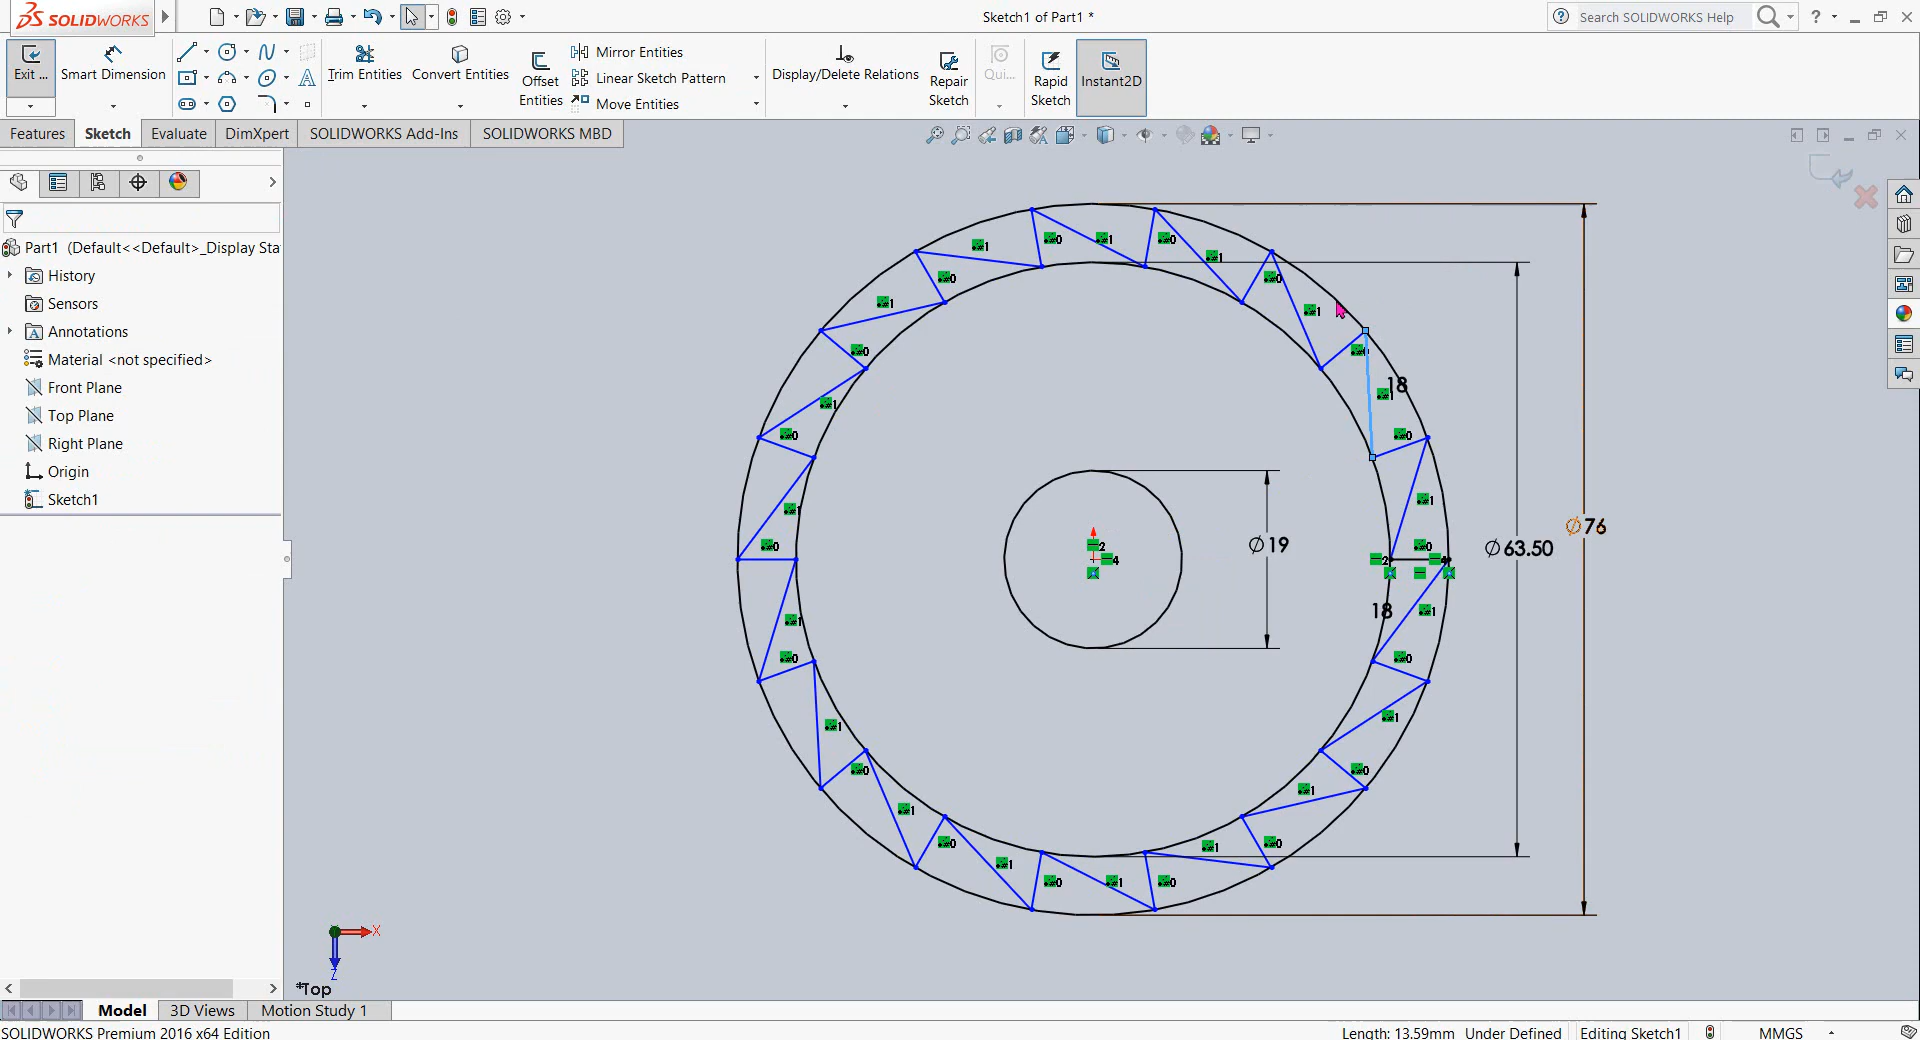 SOLIDWORKS
Sketch1 of Part1 *
Search SOLIDWORKS Help
Exit ...
Smart Dimension
Trim Entities
Convert Entities
Offset Entities
Mirror Entities
Linear Sketch Pattern
Move Entities
Display/Delete Relations
Repair Sketch
Qui...
Rapid Sketch
Instant2D
Features
Sketch
Evaluate
DimXpert
SOLIDWORKS Add-Ins
SOLIDWORKS MBD
Part1 (Default<<Default>_Display Sta
History
Sensors
Annotations
Material <not specified>
Front Plane
Top Plane
Right Plane
Origin
Sketch1
18
18
Ø19
Ø63.50
Ø76
X
Z
*Top
Model
3D Views
Motion Study 1
SOLIDWORKS Premium 2016 x64 Edition
Length: 13.59mm
Under Defined
Editing Sketch1
MMGS